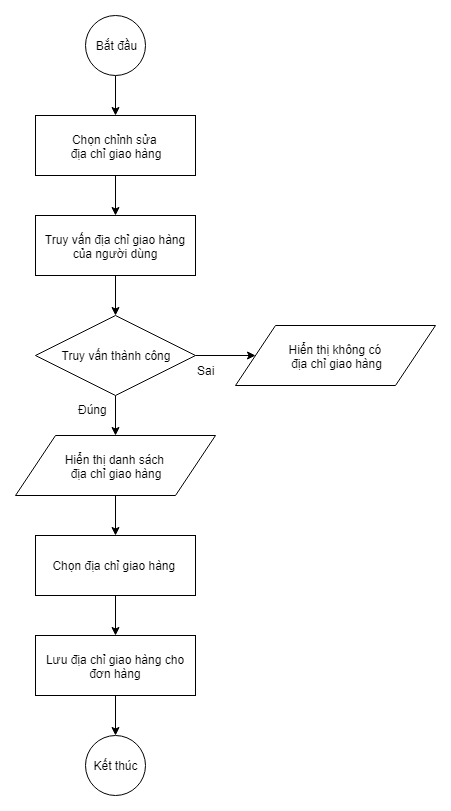 Bắt đầu
Chọn chỉnh sửa
địa chỉ giao hàng
Truy vấn địa chỉ giao hàng
của người dùng
Truy vấn thành công
Sai
Hiển thị không có
địa chỉ giao hàng
Đúng
Hiển thị danh sách
địa chỉ giao hàng
Chọn địa chỉ giao hàng
Lưu địa chỉ giao hàng cho
đơn hàng
Kết thúc